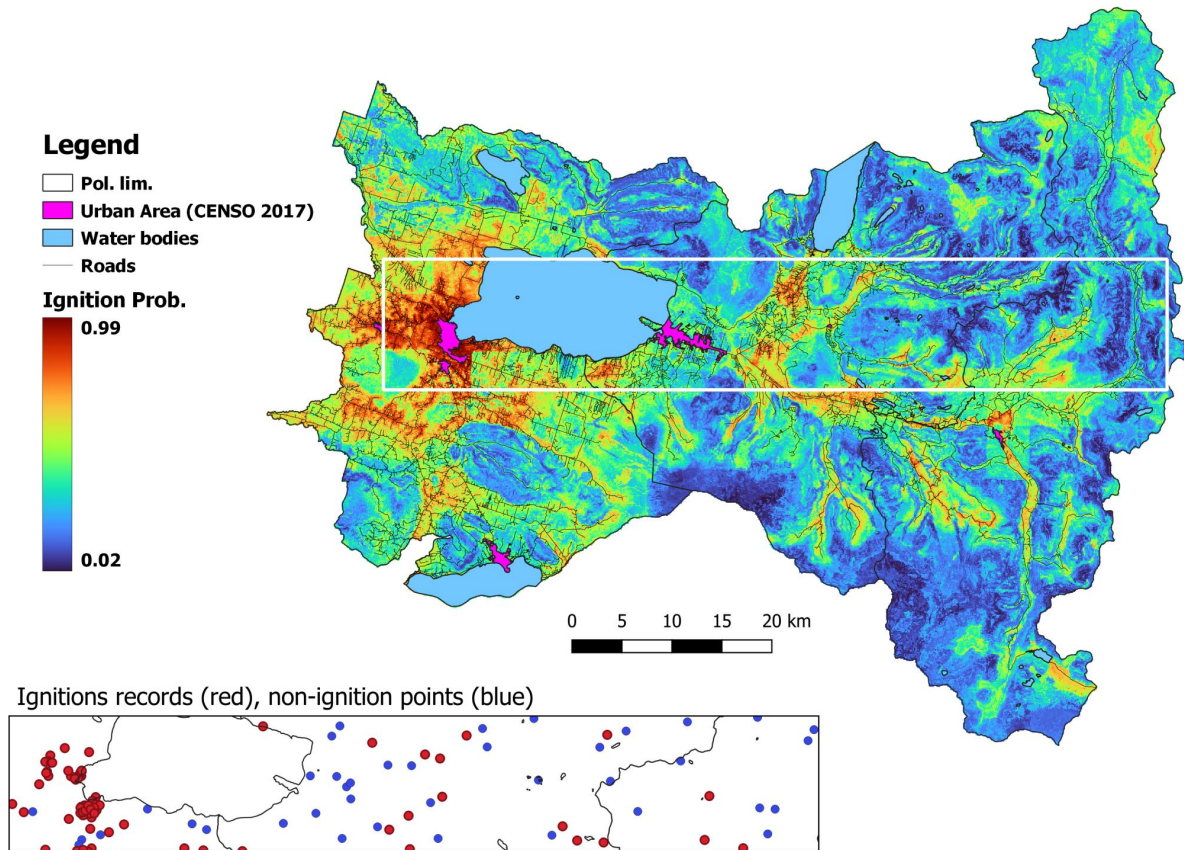 Legend
Pol. lim.
Urban Area (CENSO 2017)
Water bodies
Roads
Ignition Prob.
0.99
0.02
0 5 10 15 20 km
Ignitions records (red), non-ignition points (blue)